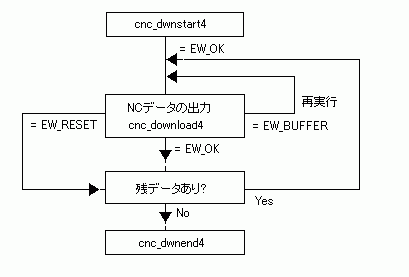 cnc_dwnstart4
= EW_OK
再実行
NCデータの出力
cnc_download4
= EW_RESET
= EW_BUFFER
= EW_OK
残データあり?
Yes
No
cnc_dwnend4